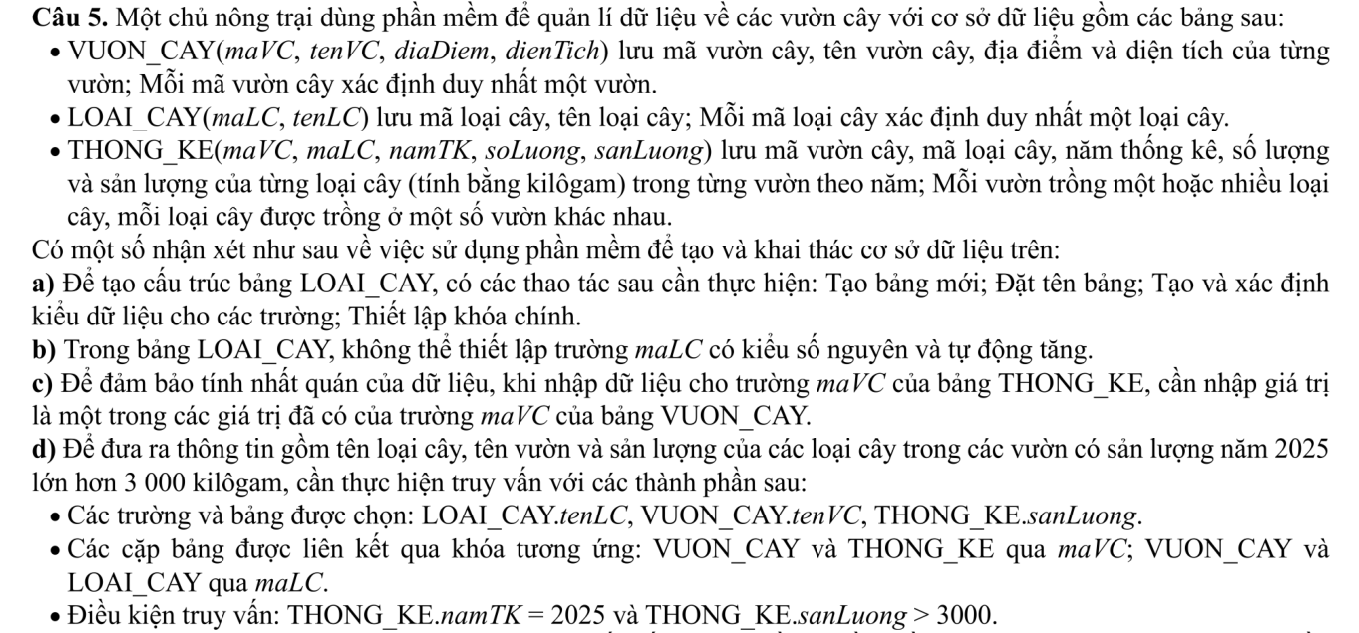 Câu 5. Một chủ nông trại dùng phần mềm để quản lí dữ liệu về các vườn cây với cơ sở dữ liệu gồm các bảng sau:
• VUON_CAY(maVC, tenVC, diaDiem, dienTich) lưu mã vườn cây, tên vườn cây, địa điểm và diện tích của từng
vườn; Mỗi mã vườn cây xác định duy nhất một vườn.
• LOAI_CAY(maLC, tenLC) lưu mã loại cây, tên loại cây; Mỗi mã loại cây xác định duy nhất một loại cây.
• THONG_KE(maVC, maLC, namTK, soLuong, sanLuong) lưu mã vườn cây, mã loại cây, năm thống kê, số lượng
và sản lượng của từng loại cây (tính bằng kilôgam) trong từng vườn theo năm; Mỗi vườn trồng một hoặc nhiều loại
cây, mỗi loại cây được trồng ở một số vườn khác nhau.
Có một số nhận xét như sau về việc sử dụng phần mềm để tạo và khai thác cơ sở dữ liệu trên:
a) Để tạo cấu trúc bảng LOAI_CAY, có các thao tác sau cần thực hiện: Tạo bảng mới; Đặt tên bảng; Tạo và xác định
kiểu dữ liệu cho các trường; Thiết lập khóa chính.
b) Trong bảng LOAI_CAY, không thể thiết lập trường maLC có kiểu số nguyên và tự động tăng.
c) Để đảm bảo tính nhất quán của dữ liệu, khi nhập dữ liệu cho trường maVC của bảng THONG_KE, cần nhập giá trị
là một trong các giá trị đã có của trường maVC của bảng VUON_CAY.
d) Để đưa ra thông tin gồm tên loại cây, tên vườn và sản lượng của các loại cây trong các vườn có sản lượng năm 2025
lớn hơn 3 000 kilôgam, cần thực hiện truy vấn với các thành phần sau:
• Các trường và bảng được chọn: LOAI_CAY.tenLC, VUON_CAY.tenVC, THONG_KE.sanLuong.
• Các cặp bảng được liên kết qua khóa tương ứng: VUON_CAY và THONG_KE qua maVC; VUON_CAY và
LOAI_CAY qua maLC.
• Điều kiện truy vấn: THONG_KE.namTK = 2025 và THONG_KE.sanLuong > 3000.